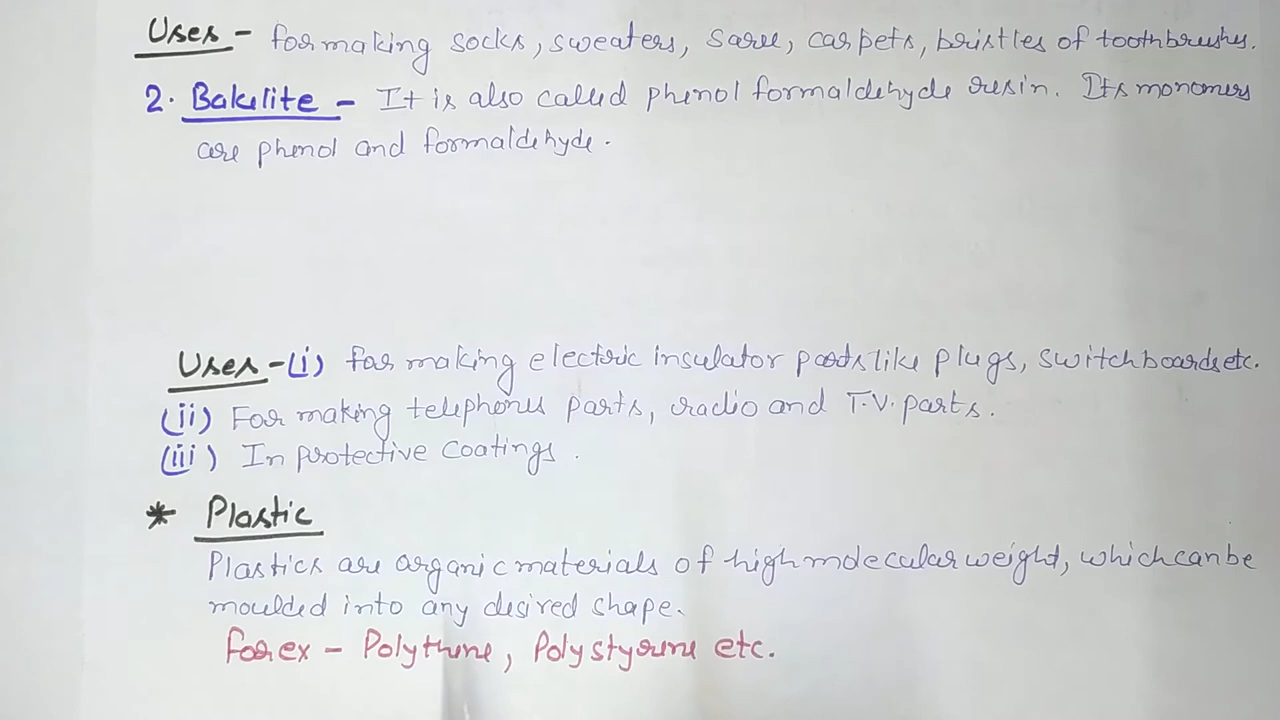 Uses - for making socks, sweaters, saree, carpets, bristles of toothbrushes.
2. Bakelite - It is also called phenol formaldehyde resin. Its monomers
are phenol and formaldehyde.
Uses - (i) for making electric insulator parts like plugs, switch boards etc.
(ii) For making telephones parts, radio and T.V. parts.
(iii) In protective coatings.
* Plastic
Plastics are organic materials of high molecular weight, which can be
moulded into any desired shape.
for ex - Polythene, Polystyrene etc.